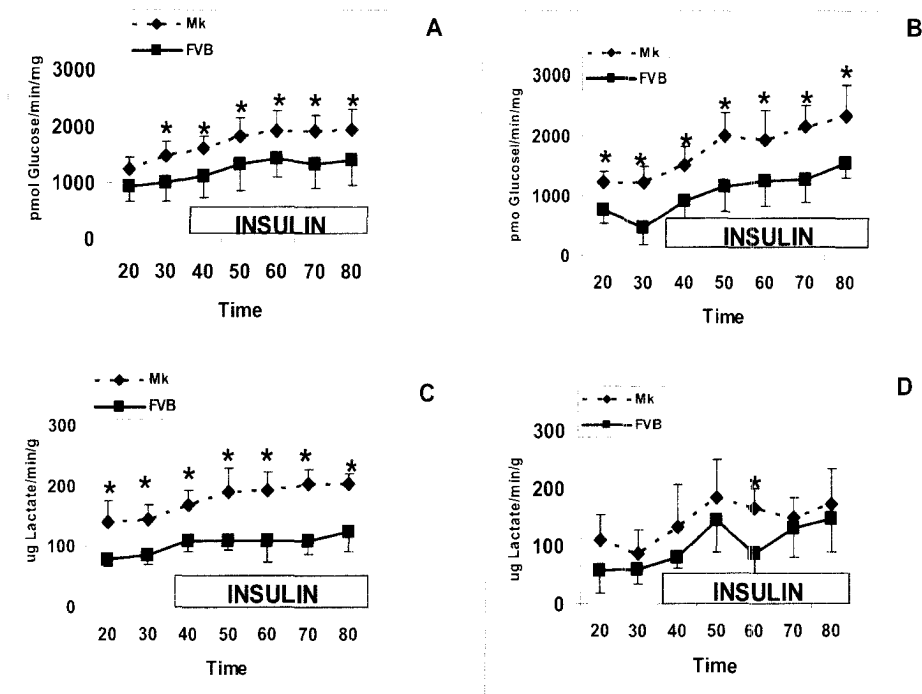 Mk
FVB
A
pmol Glucose/min/mg
3000
2000
1000
0
* * * * * *
INSULIN
20 30 40 50 60 70 80
Time
Mk
FVB
B
pmo Glucosel/min/mg
3000
2000
1000
0
* * * * * * *
INSULIN
20 30 40 50 60 70 80
Time
Mk
FVB
C
ug Lactate/min/g
300
200
100
0
* * * * * * *
INSULIN
20 30 40 50 60 70 80
Time
Mk
FVB
D
ug Lactate/min/g
300
200
100
0
*
INSULIN
20 30 40 50 60 70 80
Time